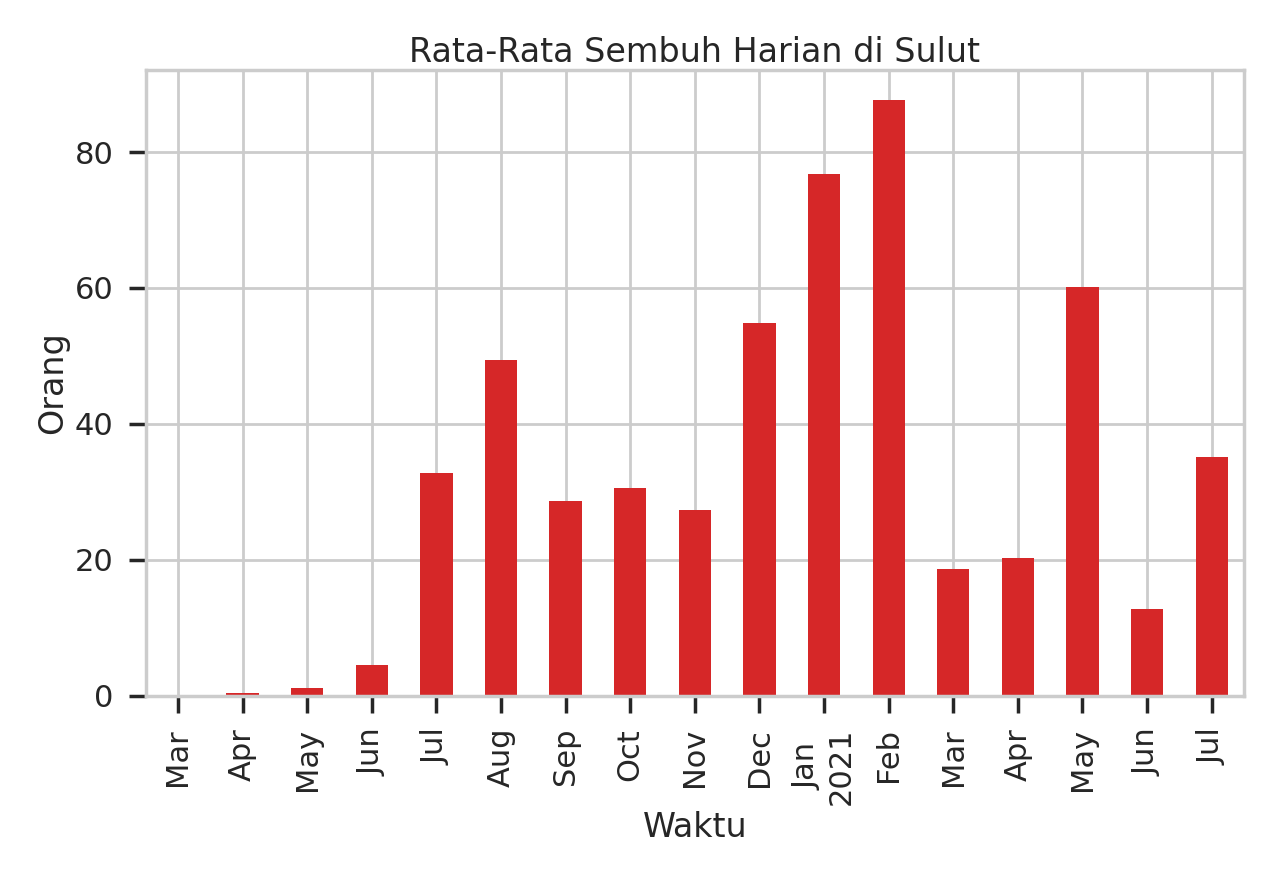 Rata-Rata Sembuh Harian di Sulut
80
60
40
20
0
Orang
Mar
Apr
May
Jun
Jul
Aug
Sep
Oct
Nov
Dec
Jan
2021
Feb
Mar
Apr
May
Jun
Jul
Waktu